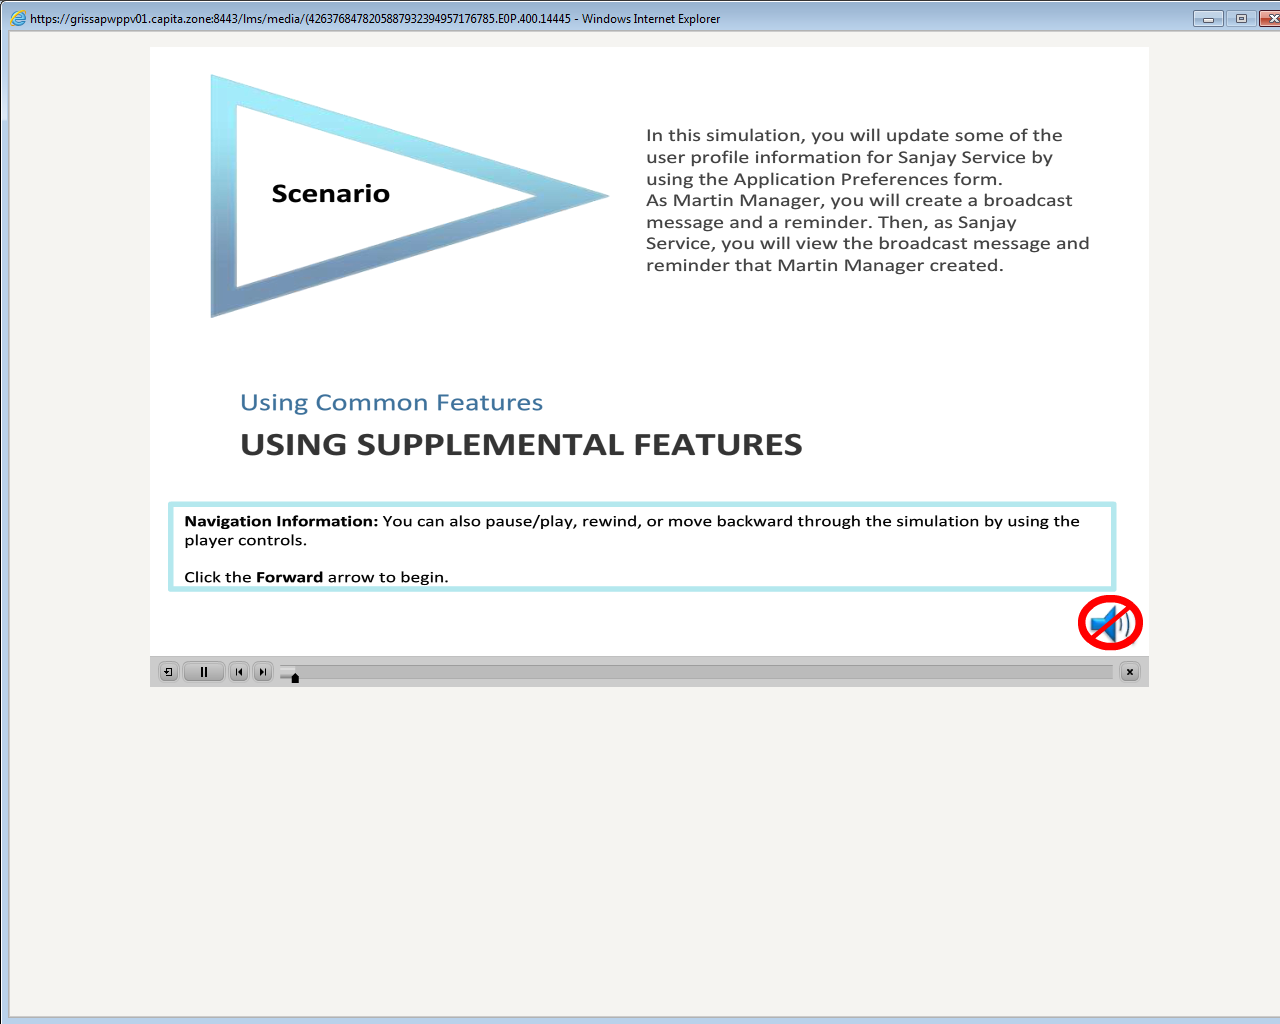 https://grissapwppv01.capita.zone:8443/lms/media/(4263768478205887932394957176785.E0P.400.14445 - Windows Internet Explorer
Scenario
In this simulation, you will update some of the
user profile information for Sanjay Service by
using the Application Preferences form.
As Martin Manager, you will create a broadcast
message and a reminder. Then, as Sanjay
Service, you will view the broadcast message and
reminder that Martin Manager created.
Using Common Features
USING SUPPLEMENTAL FEATURES
Navigation Information: You can also pause/play, rewind, or move backward through the simulation by using the
player controls.
Click the Forward arrow to begin.